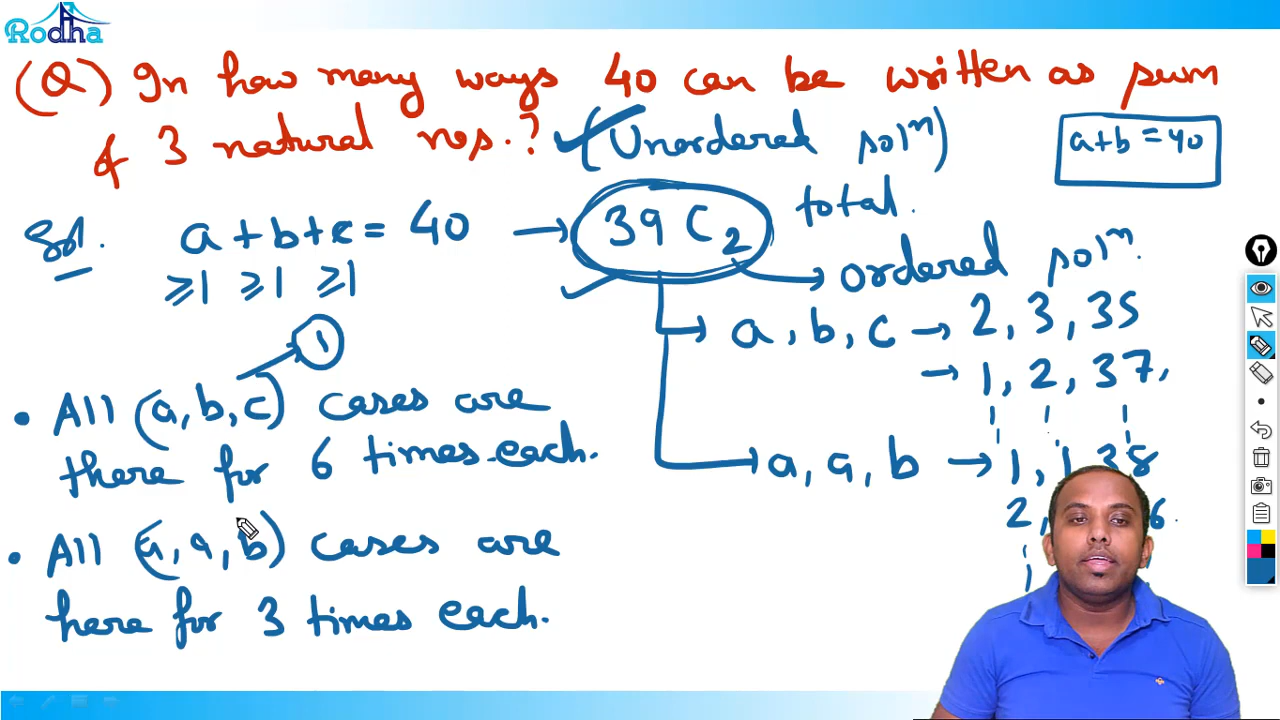 Rodha
(Q) In how many ways 40 can be written as sum
of 3 natural nos.? (Unordered solⁿ)
a+b=40
Sol. a+b+c=40 → 39C₂ total
≥1 ≥1 ≥1
→ ordered solⁿ.
→ a, b, c → 2, 3, 35
→ 1, 2, 37,
1
• All (a, b, c) cases are
there for 6 times each.
→ a, a, b → 1, 1, 38
2,
• All (a, a, b) cases are
here for 3 times each.